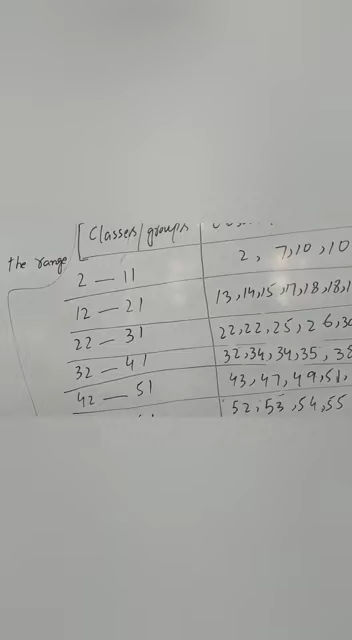 Classes/groups
the range
2 — 11 2, 7,10,10
12 — 21 13,14,15,17,18,18,1
22 — 31 22,22,25,26,30
32 — 41 32,34,34,35,38
42 — 51 43,47,49,51,
52,53,54,55